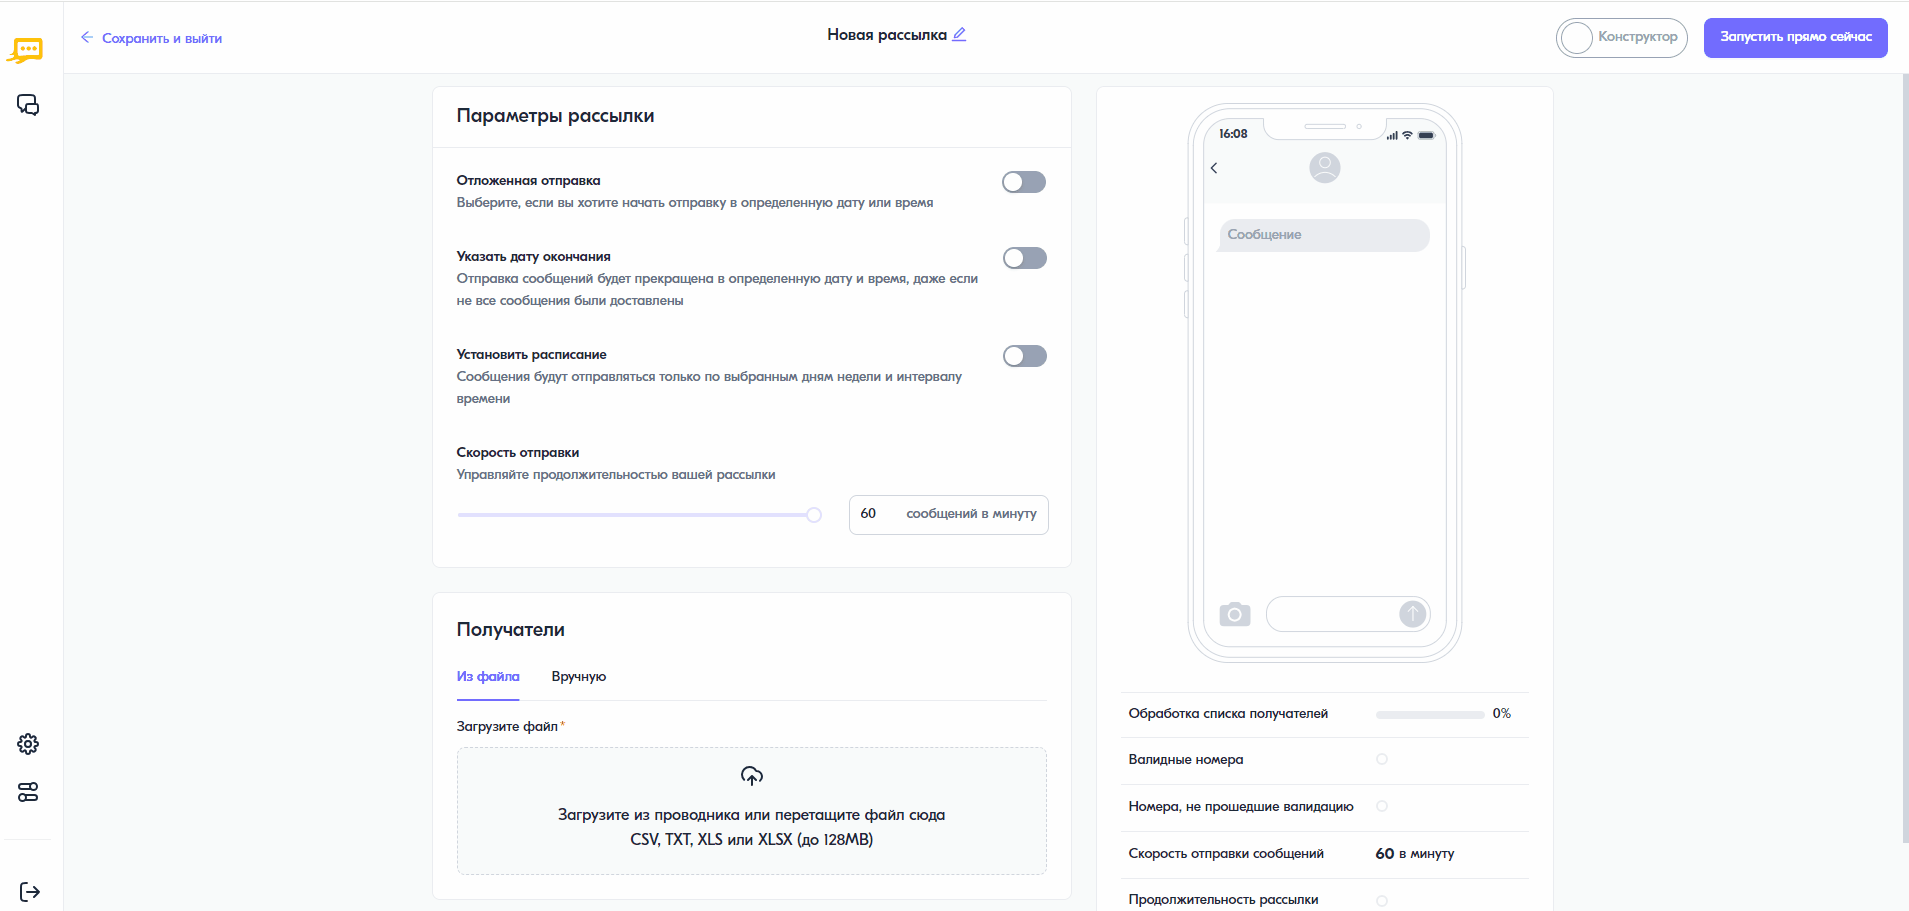 Сохранить и выйти
Новая рассылка
Конструктор
Запустить прямо сейчас
Параметры рассылки
Отложенная отправка
Выберите, если вы хотите начать отправку в определенную дату или время
Указать дату окончания
Отправка сообщений будет прекращена в определенную дату и время, даже если
не все сообщения были доставлены
Установить расписание
Сообщения будут отправляться только по выбранным дням недели и интервалу
времени
Скорость отправки
Управляйте продолжительностью вашей рассылки
60 сообщений в минуту
Получатели
Из файла Вручную
Загрузите файл*
Загрузите из проводника или перетащите файл сюда
CSV, TXT, XLS или XLSX (до 128MB)
16:08
Сообщение
Обработка списка получателей 0%
Валидные номера
Номера, не прошедшие валидацию
Скорость отправки сообщений 60 в минуту
Продолжительность рассылки